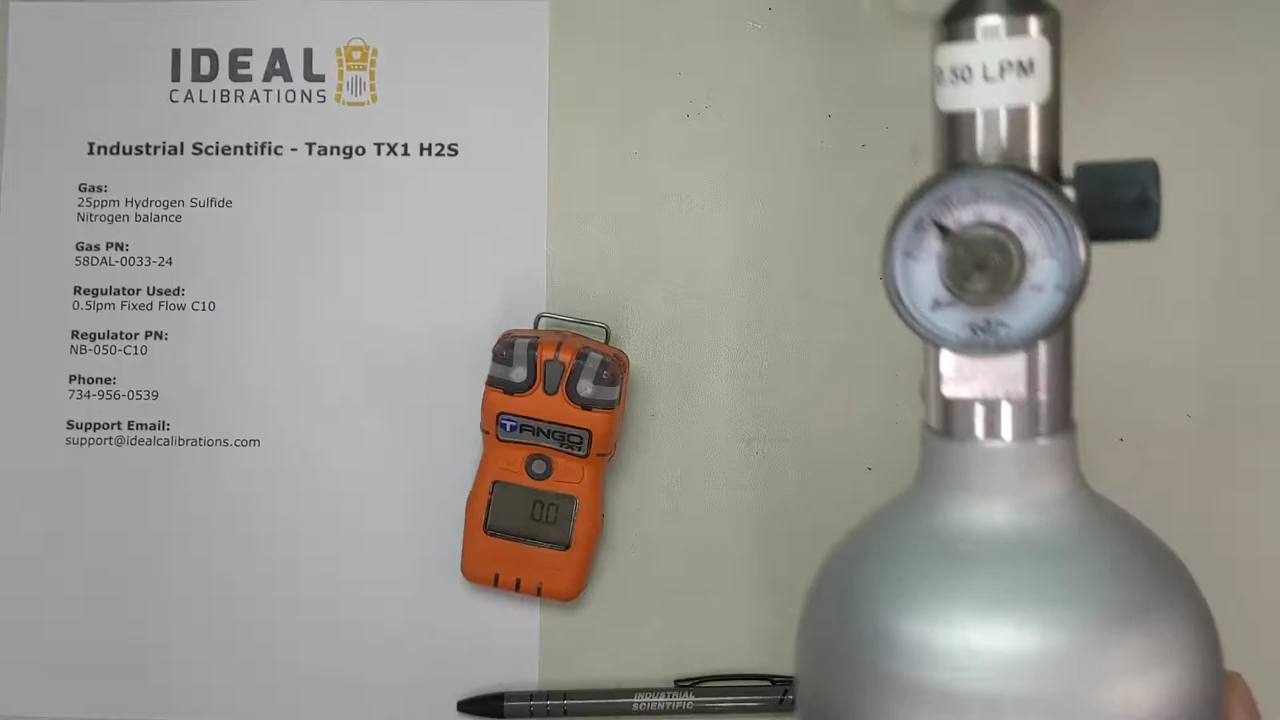 IDEAL
CALIBRATIONS
Industrial Scientific - Tango TX1 H2S
Gas:
25ppm Hydrogen Sulfide
Nitrogen balance
Gas PN:
58DAL-0033-24
Regulator Used:
0.5lpm Fixed Flow C10
Regulator PN:
NB-050-C10
Phone:
734-956-0539
Support Email:
support@idealcalibrations.com
TANGO
TX1
0.0
INDUSTRIAL
SCIENTIFIC
0.50 LPM